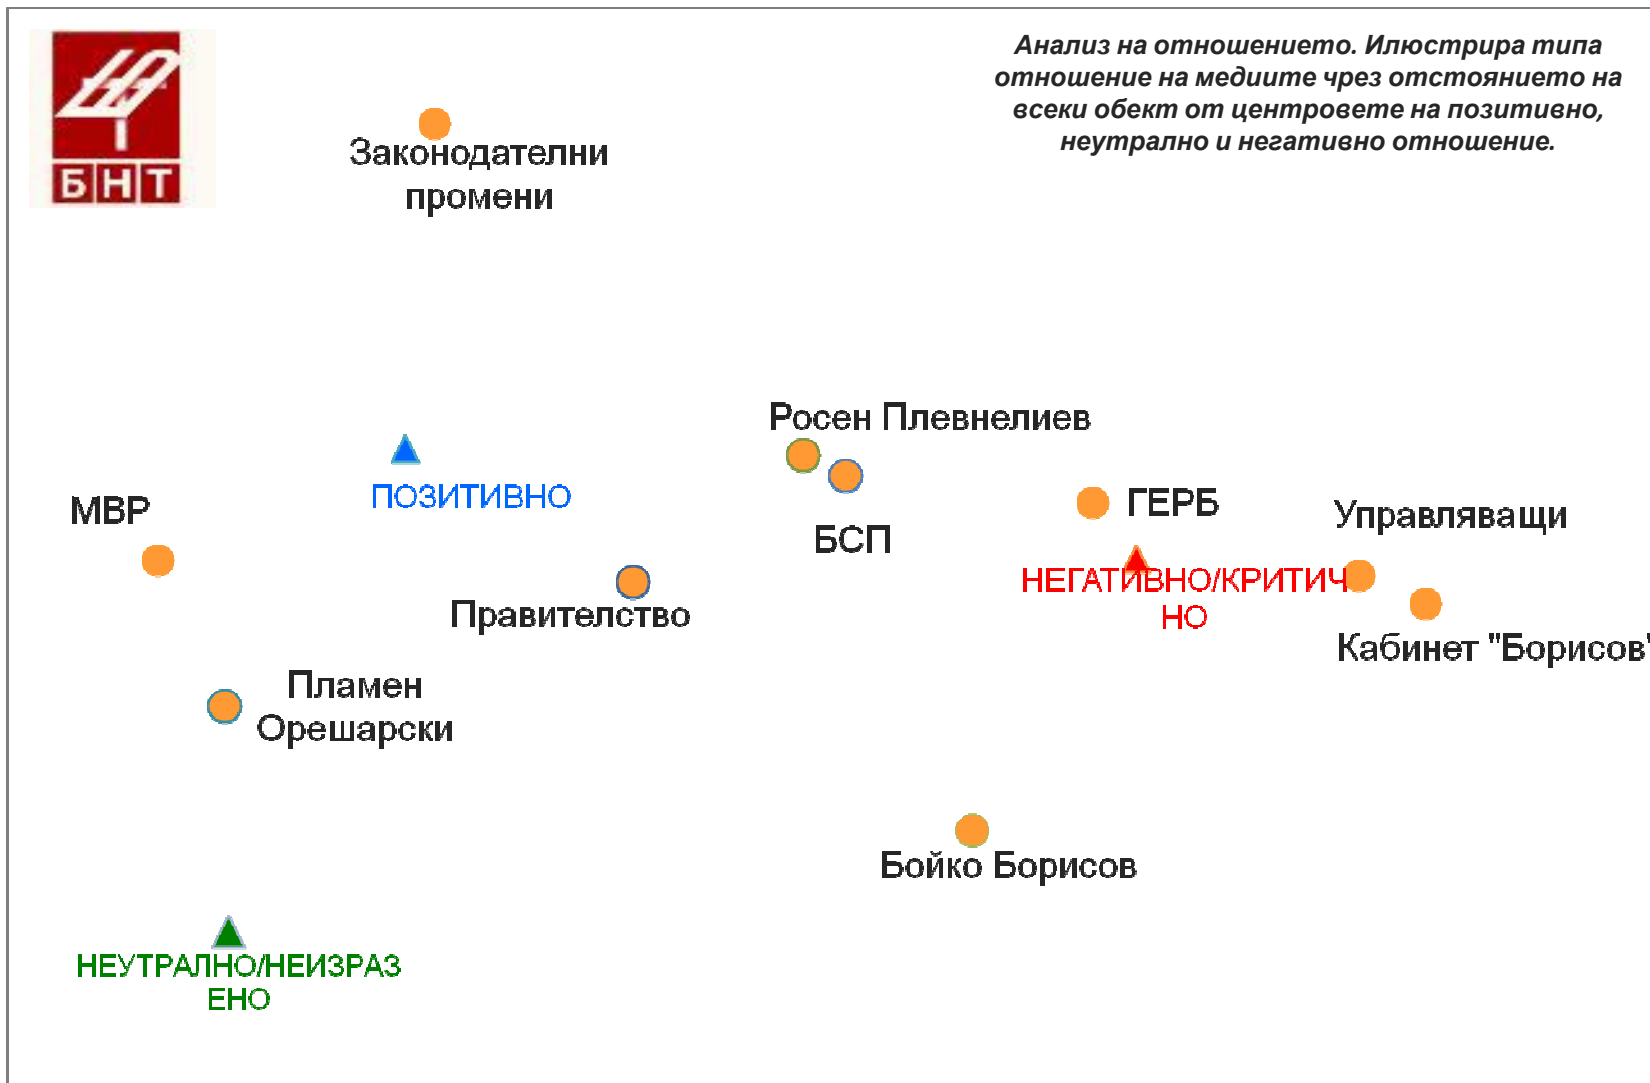 БНТ
Анализ на отношението. Илюстрира типа
отношение на медиите чрез отстоянието на
всеки обект от центровете на позитивно,
неутрално и негативно отношение.
Законодателни
промени
Росен Плевнелиев
ПОЗИТИВНО
МВР
БСП
ГЕРБ
Управляващи
НЕГАТИВНО/КРИТИЧ
НО
Правителство
Кабинет "Борисов"
Пламен
Орешарски
Бойко Борисов
НЕУТРАЛНО/НЕИЗРАЗ
ЕНО